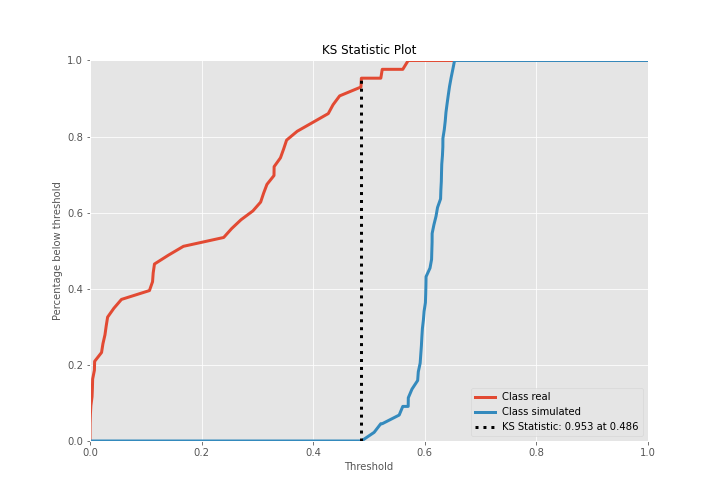 KS Statistic Plot
1.0
0.8
0.6
0.4
0.2
0.0
Percentage below threshold
0.0 0.2 0.4 0.6 0.8 1.0
Threshold
Class real
Class simulated
KS Statistic: 0.953 at 0.486